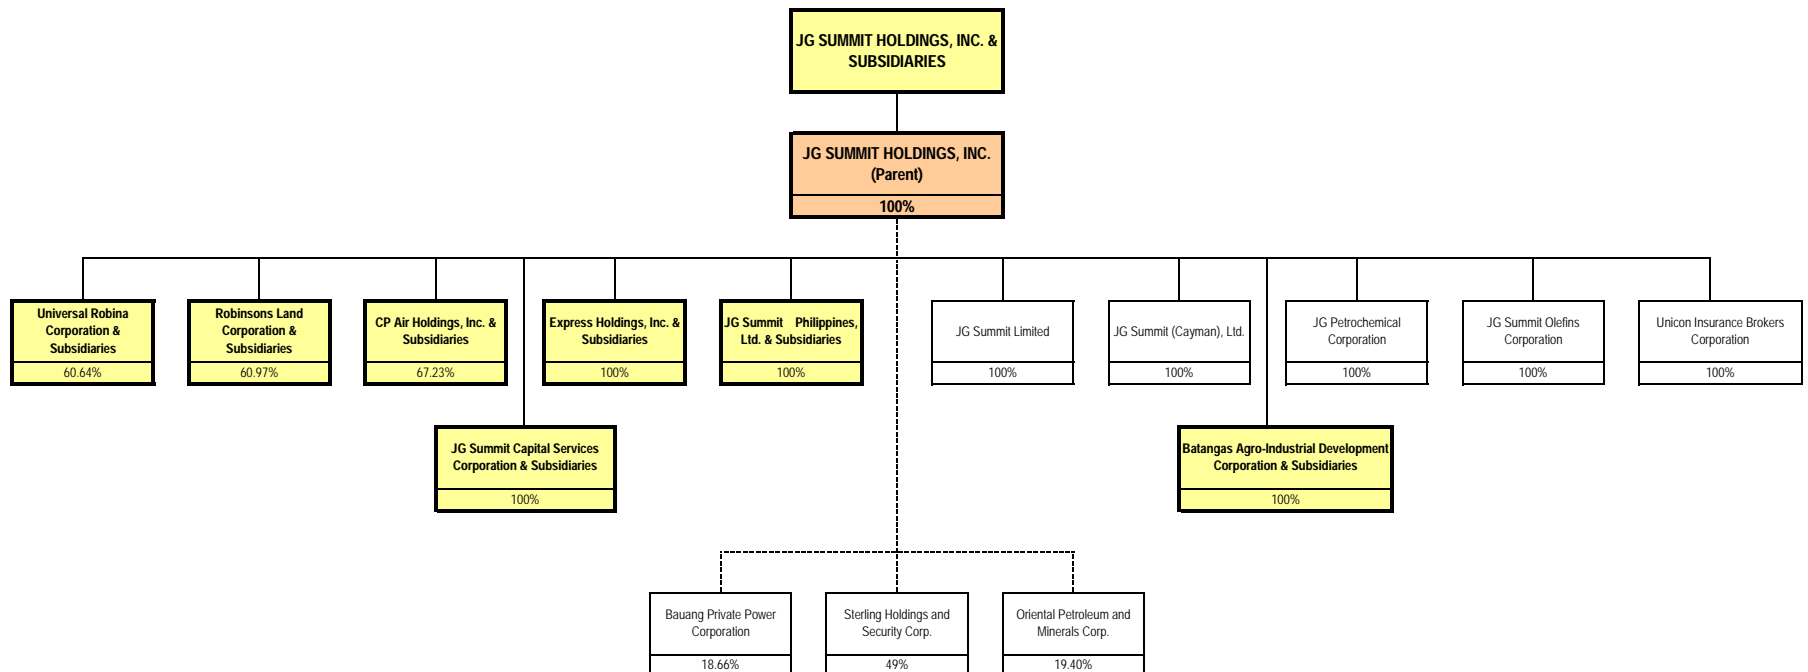 JG SUMMIT HOLDINGS, INC. &
SUBSIDIARIES
JG SUMMIT HOLDINGS, INC.
(Parent)
100%
Universal Robina
Corporation &
Subsidiaries
60.64%
Robinsons Land
Corporation &
Subsidiaries
60.97%
CP Air Holdings, Inc. &
Subsidiaries
67.23%
Express Holdings, Inc. &
Subsidiaries
100%
JG Summit Philippines,
Ltd. & Subsidiaries
100%
JG Summit Limited
100%
JG Summit (Cayman), Ltd.
100%
JG Petrochemical
Corporation
100%
JG Summit Olefins
Corporation
100%
Unicon Insurance Brokers
Corporation
100%
JG Summit Capital Services
Corporation & Subsidiaries
100%
Batangas Agro-Industrial Development
Corporation & Subsidiaries
100%
Bauang Private Power
Corporation
18.66%
Sterling Holdings and
Security Corp.
49%
Oriental Petroleum and
Minerals Corp.
19.40%